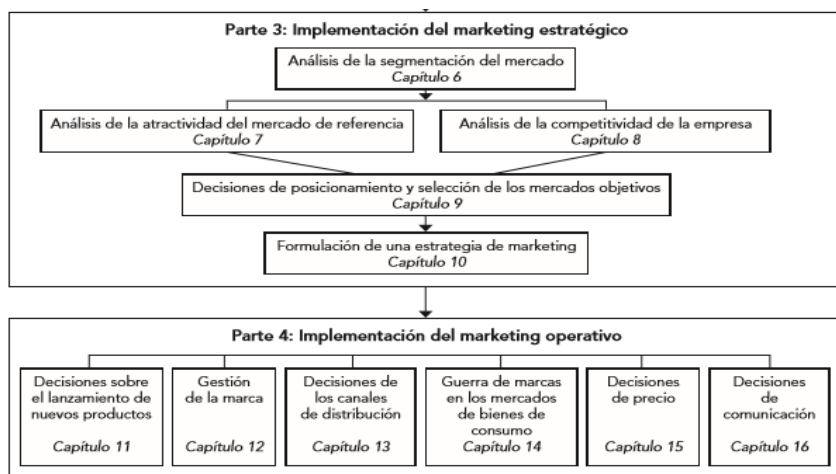 Parte 3: Implementación del marketing estratégico
Análisis de la segmentación del mercado
Capítulo 6
Análisis de la atractividad del mercado de referencia
Capítulo 7
Análisis de la competitividad de la empresa
Capítulo 8
Decisiones de posicionamiento y selección de los mercados objetivos
Capítulo 9
Formulación de una estrategia de marketing
Capítulo 10
Parte 4: Implementación del marketing operativo
Decisiones sobre
el lanzamiento de
nuevos productos
Capítulo 11
Gestión
de la marca
Capítulo 12
Decisiones de
los canales de
distribución
Capítulo 13
Guerra de marcas
en los mercados
de bienes de
consumo
Capítulo 14
Decisiones
de precio
Capítulo 15
Decisiones
de
comunicación
Capítulo 16